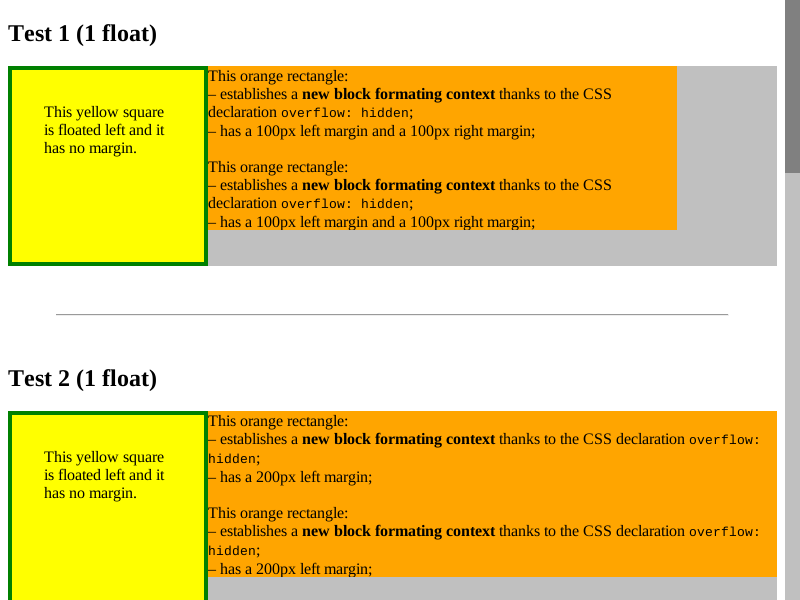 Test 1 (1 float)
This yellow square
is floated left and it
has no margin.
This orange rectangle:
– establishes a new block formating context thanks to the CSS
declaration overflow: hidden;
– has a 100px left margin and a 100px right margin;
This orange rectangle:
– establishes a new block formating context thanks to the CSS
declaration overflow: hidden;
– has a 100px left margin and a 100px right margin;
Test 2 (1 float)
This yellow square
is floated left and it
has no margin.
This orange rectangle:
– establishes a new block formating context thanks to the CSS declaration overflow:
hidden;
– has a 200px left margin;
This orange rectangle:
– establishes a new block formating context thanks to the CSS declaration overflow:
hidden;
– has a 200px left margin;